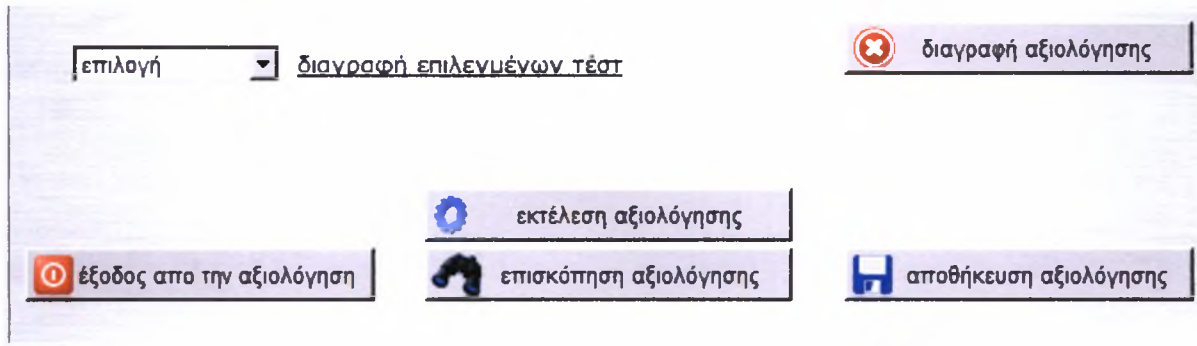 διαγραφή αξιολόγησης
επιλογή διαγραφή επιλεγμένων τέστ
εκτέλεση αξιολόγησης
έξοδος απο την αξιολόγηση επισκόπηση αξιολόγησης αποθήκευση αξιολόγησης